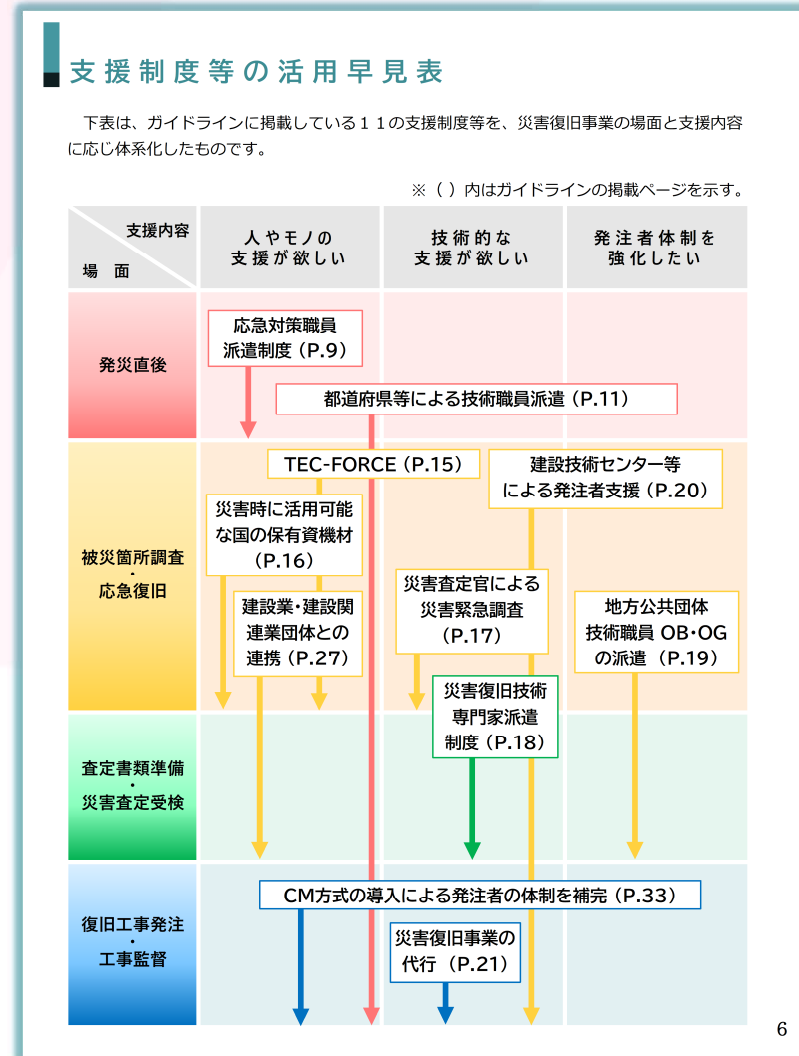 支援制度等の活用早見表
下表は、ガイドラインに掲載している11の支援制度等を、災害復旧事業の場面と支援内容
に応じ体系化したものです。
※( )内はガイドラインの掲載ページを示す。
支援内容
場 面
人やモノの
支援が欲しい
技術的な
支援が欲しい
発注者体制を
強化したい
発災直後
応急対策職員
派遣制度(P.9)
都道府県等による技術職員派遣(P.11)
被災箇所調査
・
応急復旧
TEC-FORCE(P.15)
建設技術センター等
による発注者支援(P.20)
災害時に活用可能
な国の保有資機材
(P.16)
災害査定官による
災害緊急調査
(P.17)
地方公共団体
技術職員 OB・OG
の派遣 (P.19)
建設業・建設関
連業団体との
連携(P.27)
災害復旧技術
専門家派遣
制度(P.18)
査定書類準備
・
災害査定受検
復旧工事発注
・
工事監督
CM方式の導入による発注者の体制を補完(P.33)
災害復旧事業の
代行 (P.21)
6